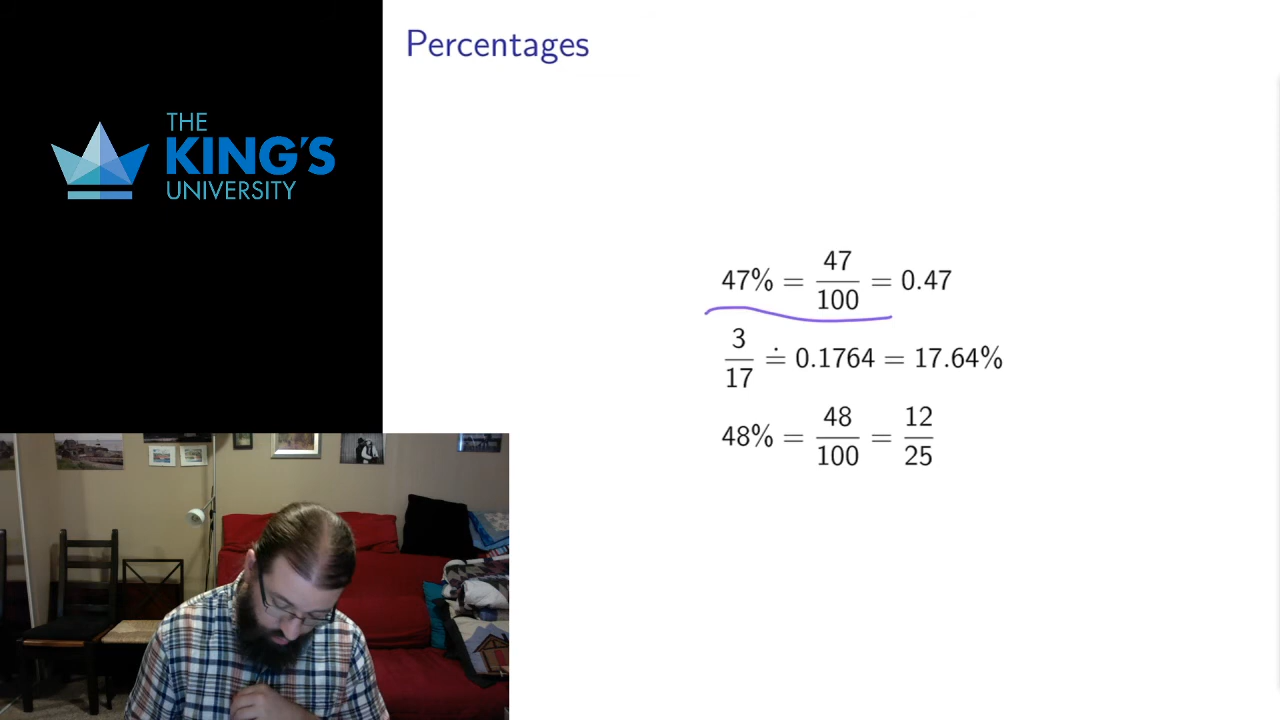 Percentages
THE
KING'S
UNIVERSITY
47% = 47/100 = 0.47
3/17 ≐ 0.1764 = 17.64%
48% = 48/100 = 12/25